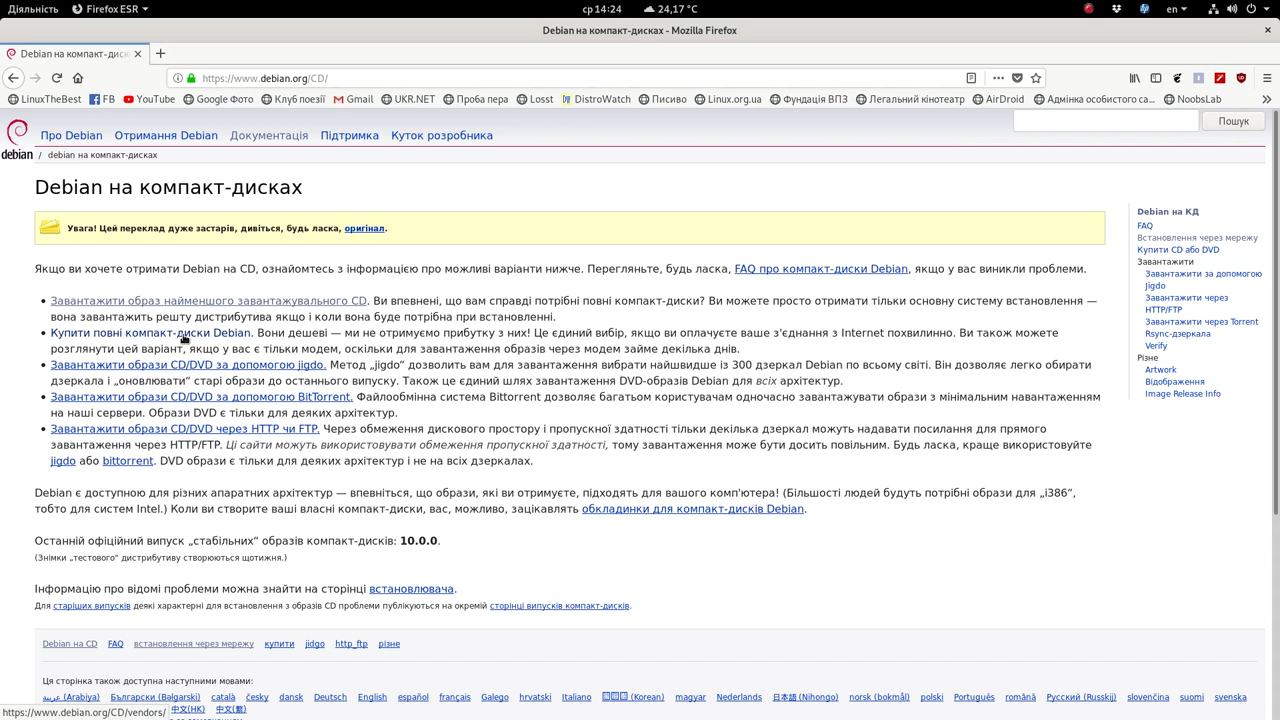 Діяльність Firefox ESR ср 14:24 24,17 °C en
Debian на компакт-дисках - Mozilla Firefox
Debian на компакт-диск
https://www.debian.org/CD/
LinuxTheBest FB YouTube Google Фото Клуб поезії Gmail UKR.NET Проба пера Losst DistroWatch Писиво Linux.org.ua Фундація ВПЗ Легальний кінотеатр AirDroid Адмінка особистого са... NoobsLab
Пошук
Про Debian Отримання Debian Документація Підтримка Куток розробника
debian / debian на компакт-дисках
Debian на компакт-дисках
Увага! Цей переклад дуже застарів, дивіться, будь ласка, оригінал.
Якщо ви хочете отримати Debian на CD, ознайомтесь з інформацією про можливі варіанти нижче. Перегляньте, будь ласка, FAQ про компакт-диски Debian, якщо у вас виникли проблеми.
• Завантажити образ найменшого завантажувального CD. Ви впевнені, що вам справді потрібні повні компакт-диски? Ви можете просто отримати тільки основну систему встановлення —
вона завантажить решту дистрибутива якщо і коли вона буде потрібна при встановленні.
• Купити повні компакт-диски Debian. Вони дешеві — ми не отримуємо прибутку з них! Це єдиний вибір, якщо ви оплачуєте ваше з'єднання з Internet похвилинно. Ви також можете
розглянути цей варіант, якщо у вас є тільки модем, оскільки для завантаження образів через модем займе декілька днів.
• Завантажити образи CD/DVD за допомогою jigdo. Метод „jigdo“ дозволить вам для завантаження вибрати найшвидше із 300 дзеркал Debian по всьому світі. Він дозволяє легко обирати
дзеркала і „оновлювати“ старі образи до останнього випуску. Також це єдиний шлях завантаження DVD-образів Debian для всіх архітектур.
• Завантажити образи CD/DVD за допомогою BitTorrent. Файлообмінна система Bittorrent дозволяє багатьом користувачам одночасно завантажувати образи з мінімальним навантаженням
на наші сервери. Образи DVD є тільки для деяких архітектур.
• Завантажити образи CD/DVD через HTTP чи FTP. Через обмеження дискового простору і пропускної здатності тільки декілька дзеркал можуть надавати посилання для прямого
завантаження через HTTP/FTP. Ці сайти можуть використовувати обмеження пропускної здатності, тому завантаження може бути досить повільним. Будь ласка, краще використовуйте
jigdo або bittorrent. DVD образи є тільки для деяких архітектур і не на всіх дзеркалах.
Debian є доступною для різних апаратних архітектур — впевніться, що образи, які ви отримуєте, підходять для вашого комп'ютера! (Більшості людей будуть потрібні образи для „i386“,
тобто для систем Intel.) Коли ви створите ваші власні компакт-диски, вас, можливо, зацікавлять обкладинки для компакт-дисків Debian.
Останній офіційний випуск „стабільних“ образів компакт-дисків: 10.0.0.
(Знімки „тестового“ дистрибутиву створюються щотижня.)
Інформацію про відомі проблеми можна знайти на сторінці встановлювача.
Для старіших випусків деякі характерні для встановлення з образів CD проблеми публікуються на окремій сторінці випусків компакт-дисків.
Debian на КД
FAQ
Встановлення через мережу
Купити CD або DVD
Завантажити
Завантажити за допомогою
Jigdo
Завантажити через
HTTP/FTP
Завантажити через Torrent
Rsync-дзеркала
Verify
Різне
Artwork
Відображення
Image Release Info
Debian на CD FAQ встановлення через мережу купити jidgo http_ftp різне
Ця сторінка також доступна наступними мовами:
عربية (Arabiya) Български (Bəlgarski) català česky dansk Deutsch English español français Galego hrvatski Italiano (Korean) magyar Nederlands 日本語 (Nihongo) norsk (bokmål) polski Português română Русский (Russkij) slovenčina suomi svenska
中文(HK) 中文(繁)
https://www.debian.org/CD/vendors/